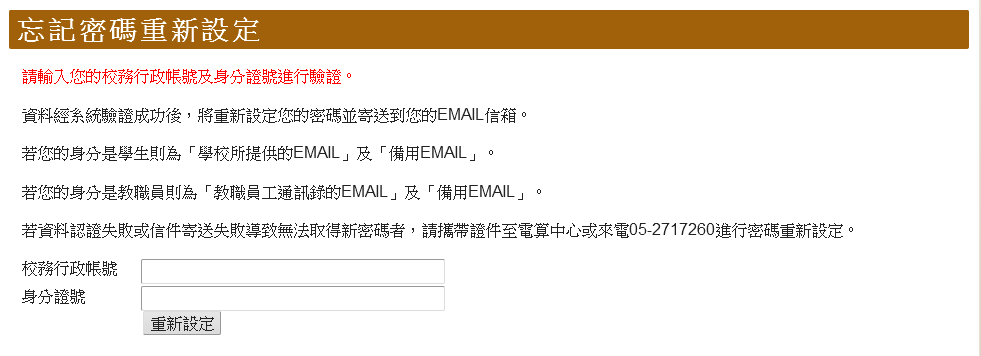 忘記密碼重新設定
請輸入您的校務行政帳號及身分證號進行驗證。
資料經系統驗證成功後，將重新設定您的密碼並寄送到您的EMAIL信箱。
若您的身分是學生則為「學校所提供的EMAIL」及「備用EMAIL」。
若您的身分是教職員則為「教職員工通訊錄的EMAIL」及「備用EMAIL」。
若資料認證失敗或信件寄送失敗導致無法取得新密碼者，請攜帶證件至電算中心或來電05-2717260進行密碼重新設定。
校務行政帳號
身分證號
重新設定